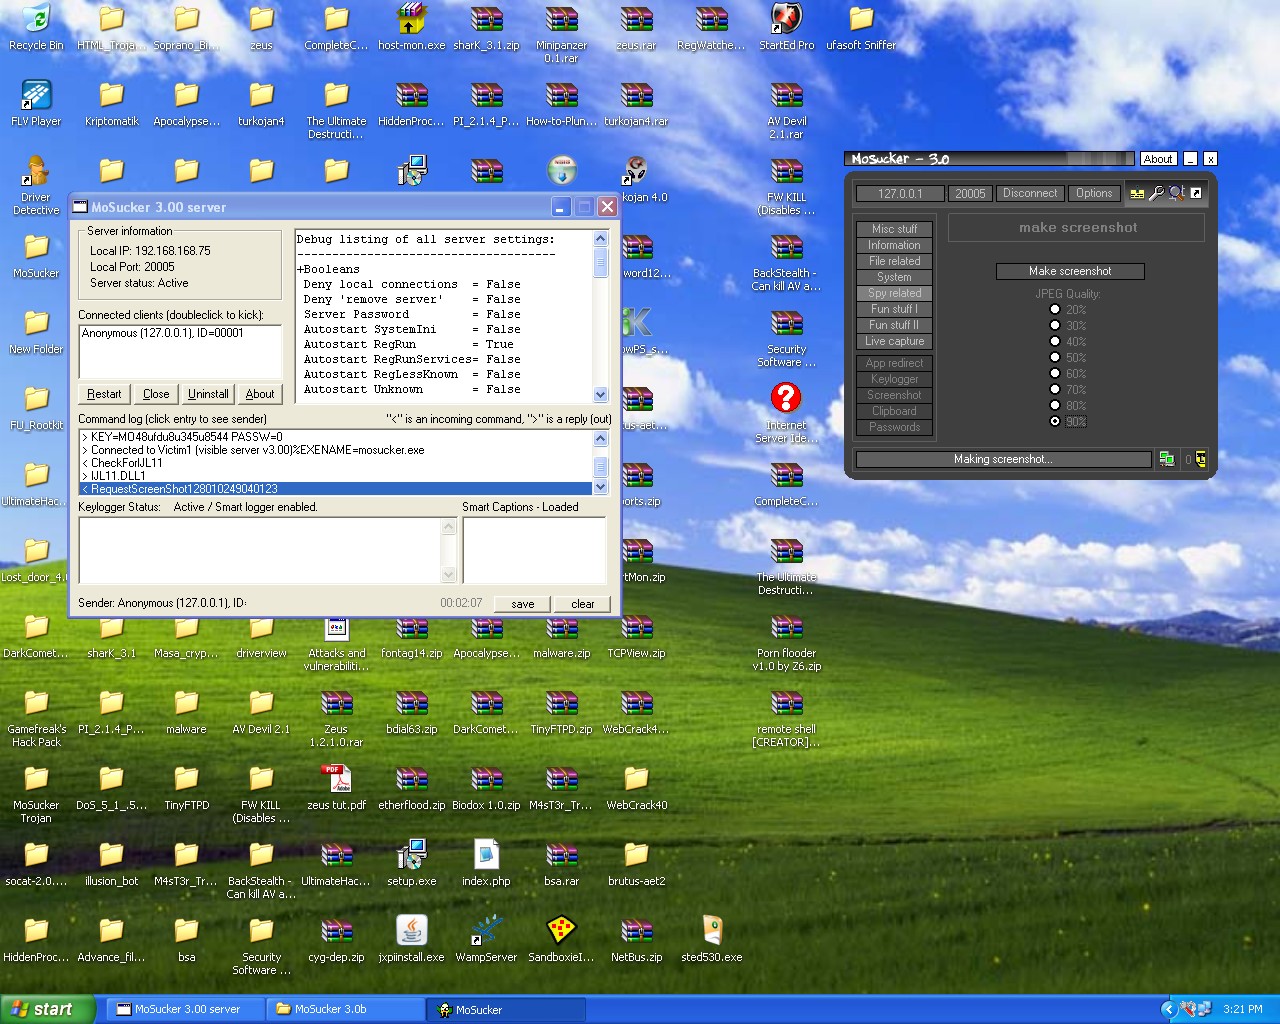 Recycle Bin
HTML_Troja...
Soprano_Bi...
zeus
CompleteC...
host-mon.exe
sharK_3.1.zip
Minipanzer 0.1.rar
zeus.rar
RegWatche...
StartEd Pro
ufasoft Sniffer
FLV Player
Kriptomatik
Apocalypse...
turkojan4
The Ultimate Destructi...
HiddenProc...
PI_2.1.4_P...
How-to-Plun...
turkojan4.rar
AV Devil 2.1.rar
Driver Detective
kojan 4.0
FW KILL (Disables ...
MoSucker - 3.0
About
_
x
127.0.0.1
20005
Disconnect
Options
Misc stuff
Information
File related
System
Spy related
Fun stuff I
Fun stuff II
Live capture
App redirect
Keylogger
Screenshot
Clipboard
Passwords
make screenshot
Make screenshot
JPEG Quality:
20%
30%
40%
50%
60%
70%
80%
90%
Making screenshot...
0
MoSucker 3.00 server
Server information
Local IP: 192.168.168.75
Local Port: 20005
Server status: Active
Connected clients (doubleclick to kick):
Anonymous (127.0.0.1), ID=00001
Restart
Close
Uninstall
About
Debug listing of all server settings:
-----------------------------------
+Booleans
Deny local connections = False
Deny 'remove server' = False
Server Password = False
Autostart SystemIni = False
Autostart RegRun = True
Autostart RegRunServices= False
Autostart RegLessKnown = False
Autostart Unknown = False
Command log (click entry to see sender)
"<" is an incoming command, ">" is a reply (out)
> KEY=MO48ufdu8u345u8544 PASSW=0
> Connected to Victim1 (visible server v3.00)%EXENAME=mosucker.exe
< CheckForIJL11
> IJL11.DLL1
< RequestScreenShot128010249040123
Keylogger Status: Active / Smart logger enabled.
Smart Captions - Loaded
Sender: Anonymous (127.0.0.1), ID:
00:02:07
save
clear
MoSucker
word12...
BackStealth - Can kill AV a...
New Folder
owPS_s...
Security Software ...
FU_Rootkit
us-aet...
Internet Server Ide...
UltimateHac...
ports.zip
CompleteC...
Lost_door_4.
rtMon.zip
The Ultimate Destructi...
DarkComet...
sharK_3.1
Masa_cryp...
driverview
Attacks and vulnerabiliti...
fontag14.zip
Apocalypse...
malware.zip
TCPView.zip
Porn flooder v1.0 by Z6.zip
Gamefreak's Hack Pack
PI_2.1.4_P...
malware
AV Devil 2.1
Zeus 1.2.1.0.rar
bdial63.zip
DarkComet...
TinyFTPD.zip
WebCrack4...
remote shell [CREATOR]...
MoSucker Trojan
DoS_5_1_.5...
TinyFTPD
FW KILL (Disables ...
zeus tut.pdf
etherflood.zip
Biodox 1.0.zip
M4sT3r_Tr...
WebCrack40
socat-2.0....
illusion_bot
M4sT3r_Tr...
BackStealth - Can kill AV a...
UltimateHac...
setup.exe
index.php
bsa.rar
brutus-aet2
HiddenProc...
Advance_fil...
bsa
Security Software ...
cyg-dep.zip
jxpiinstall.exe
WampServer
SandboxieI...
NetBus.zip
sted530.exe
start
MoSucker 3.00 server
MoSucker 3.0b
MoSucker
3:21 PM